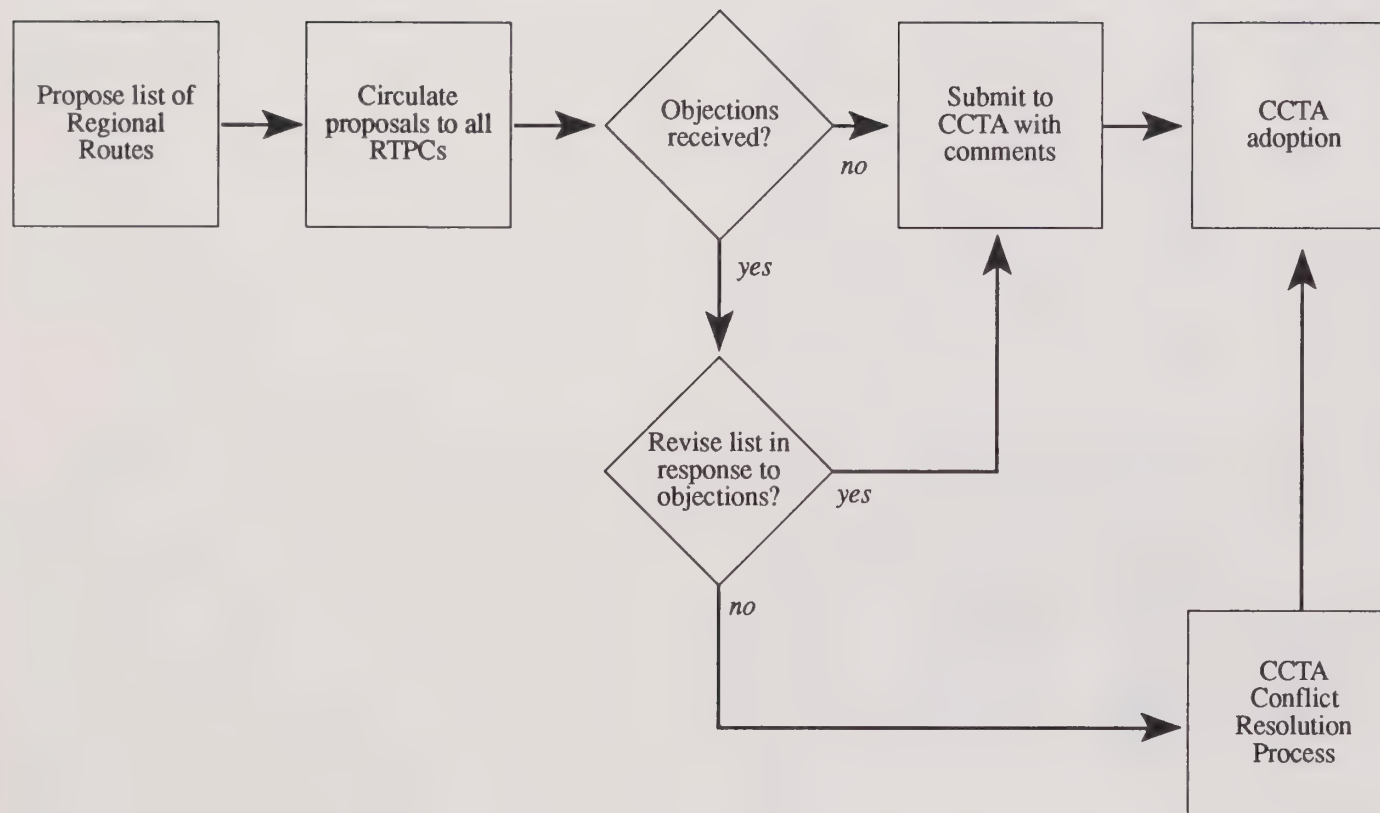 Propose list of
Regional
Routes
Circulate
proposals to all
RTPCs
Objections
received?
no
Submit to
CCTA with
comments
CCTA
adoption
yes
Revise list in
response to
objections?
yes
no
CCTA
Conflict
Resolution
Process